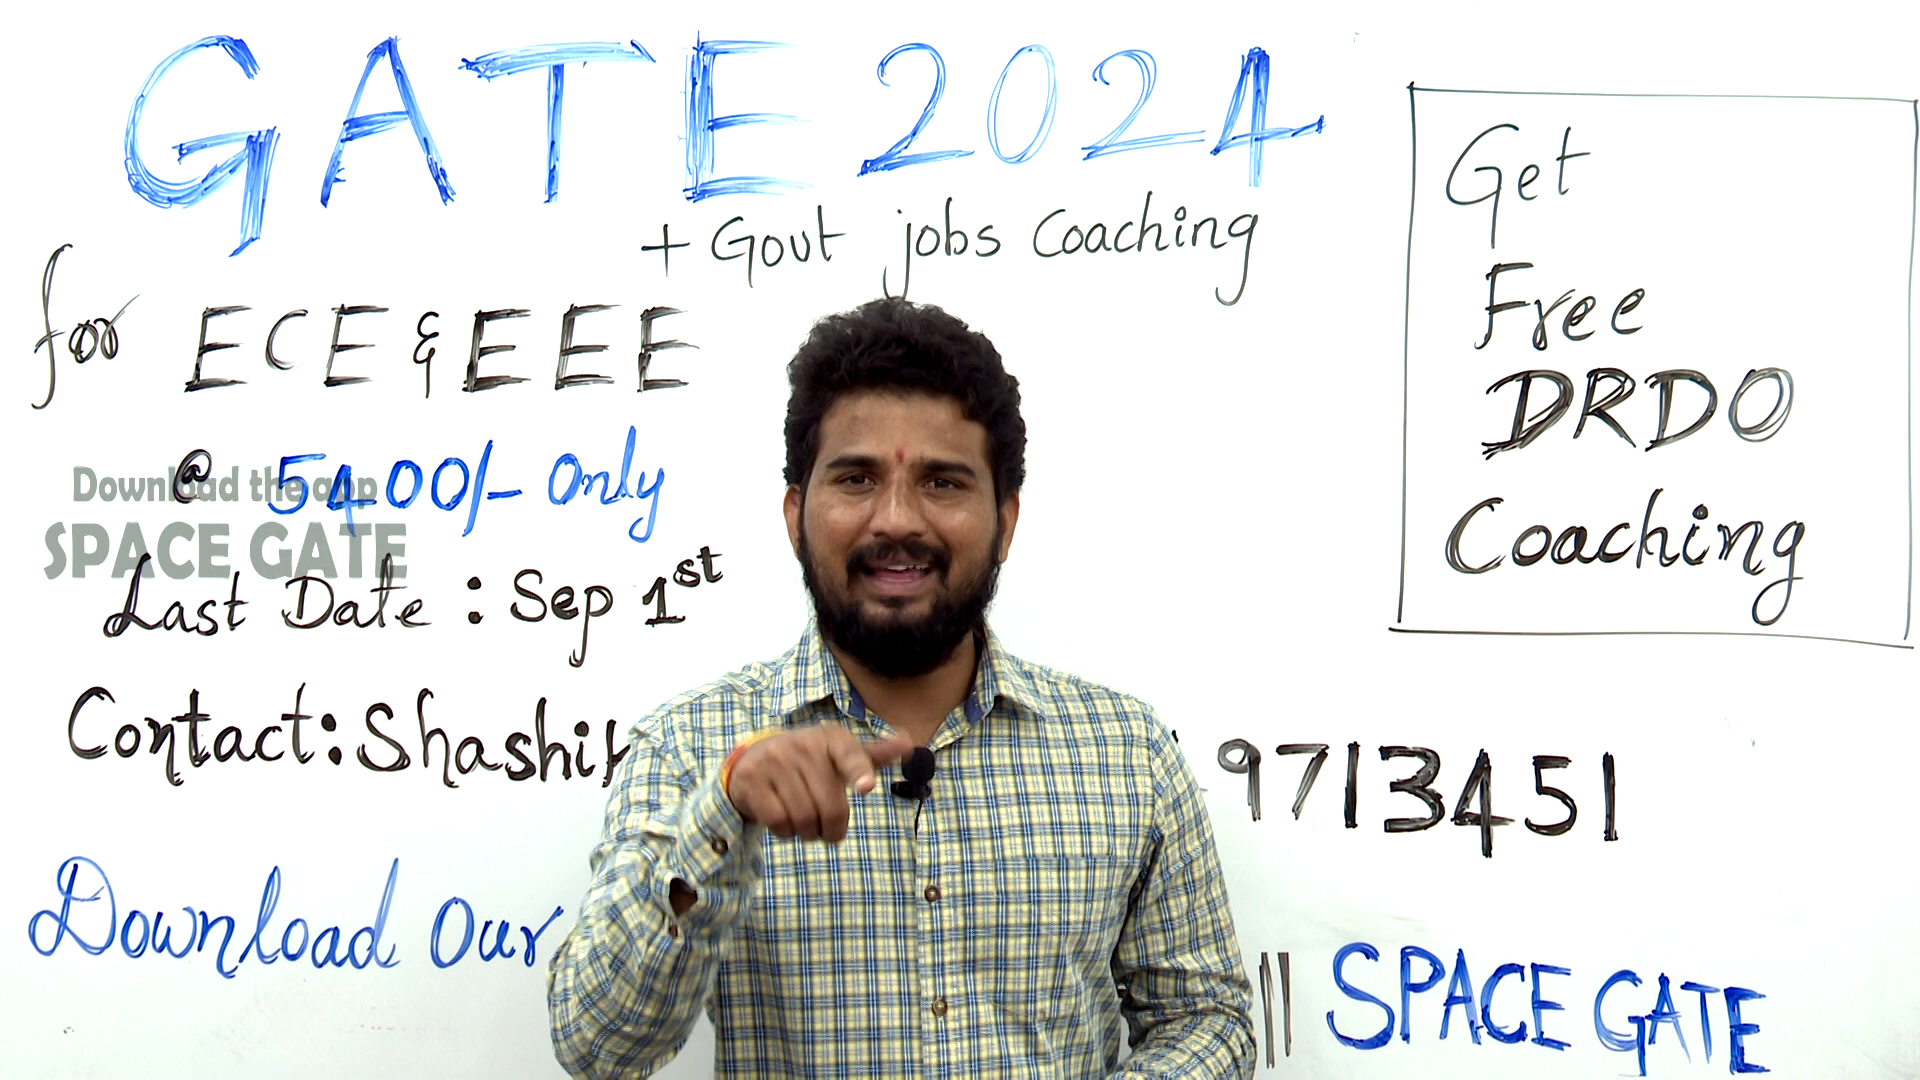 GATE 2024
+ Govt jobs Coaching
for ECE & EEE
@ 5400/- Only
Download the app
SPACE GATE
Last Date : Sep 1st
Contact: 9713451
Download Our
SPACE GATE
Get
Free
DRDO
Coaching